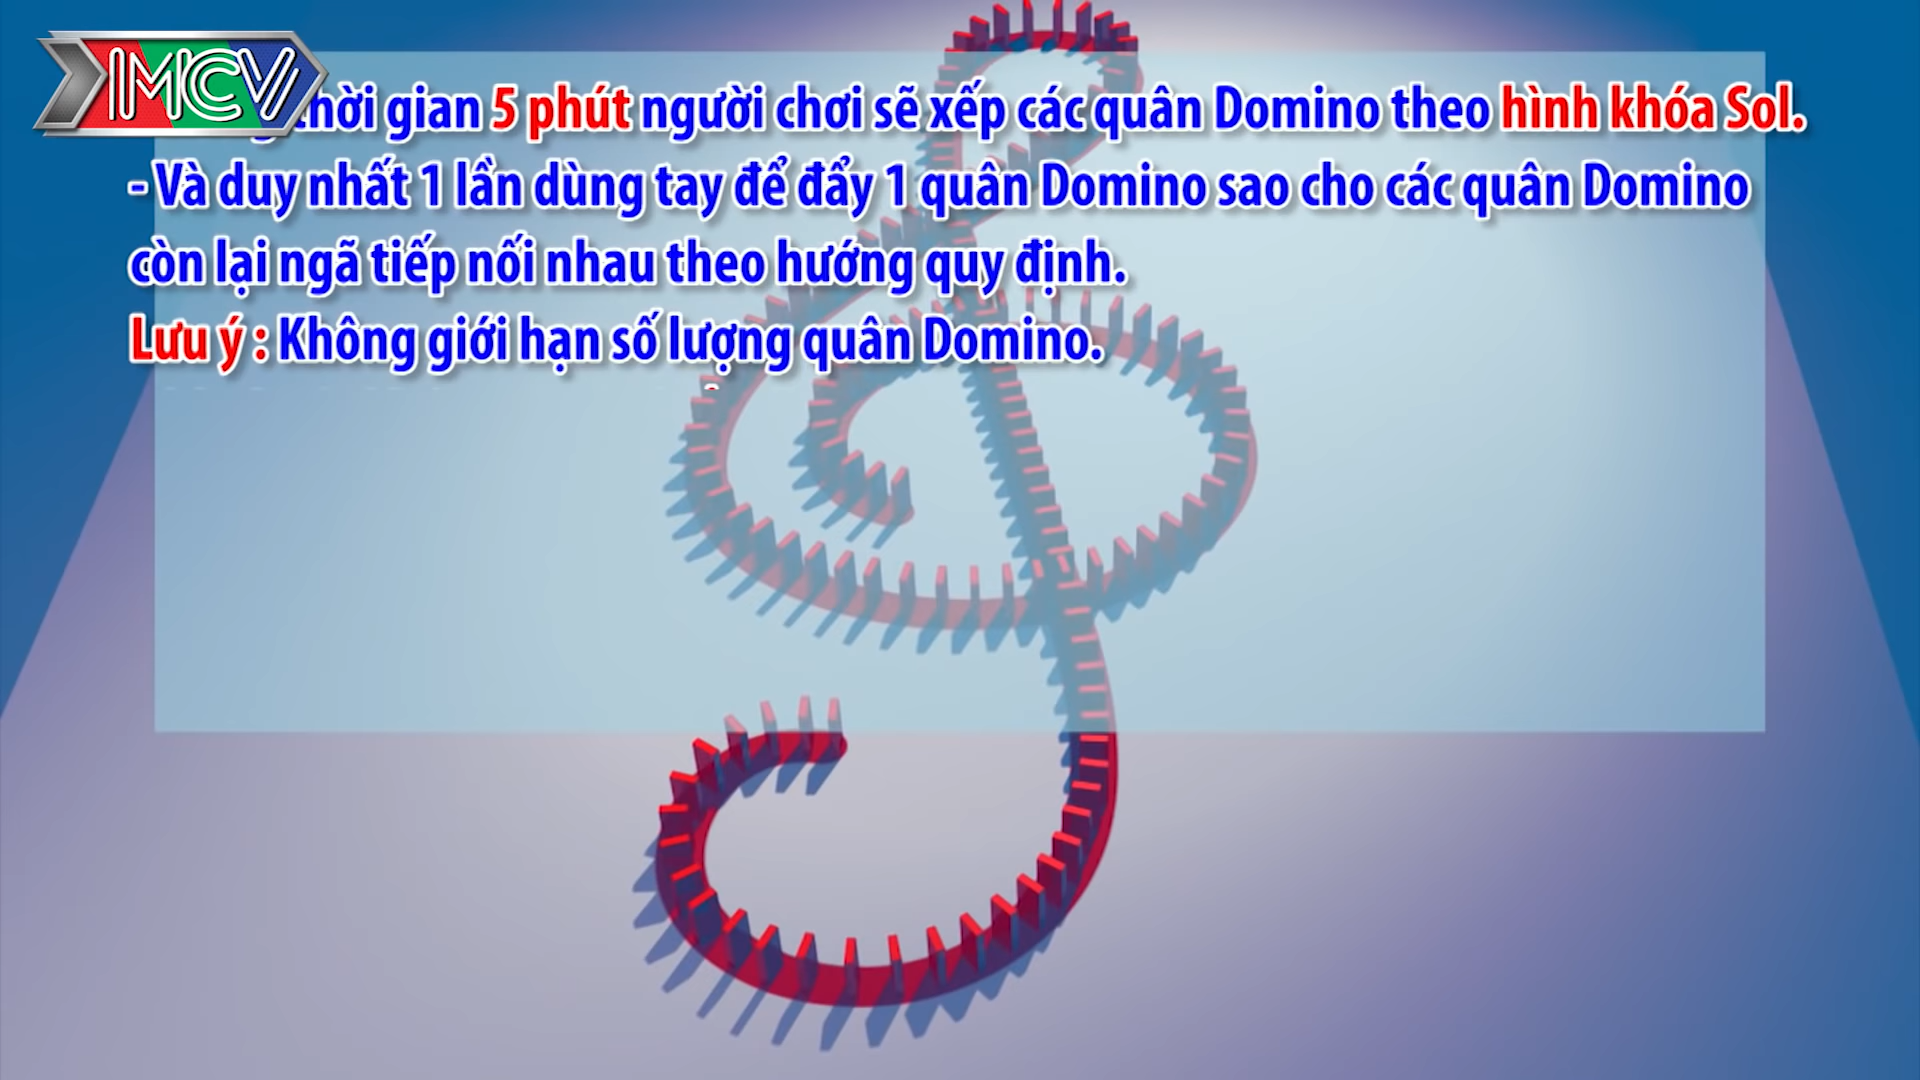 MCV
thời gian 5 phút người chơi sẽ xếp các quân Domino theo hình khóa Sol.
- Và duy nhất 1 lần dùng tay để đẩy 1 quân Domino sao cho các quân Domino
còn lại ngã tiếp nối nhau theo hướng quy định.
Lưu ý : Không giới hạn số lượng quân Domino.